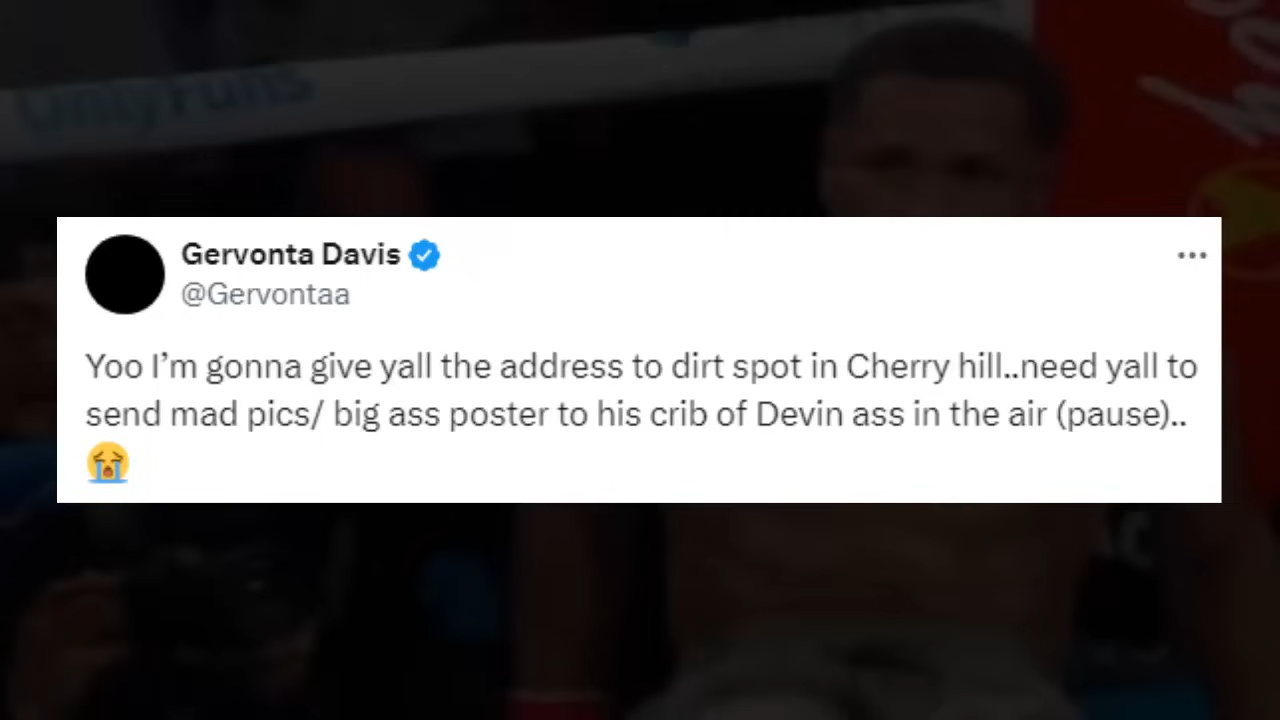 OnlyFans
Gervonta Davis
@Gervontaa
Yoo I’m gonna give yall the address to dirt spot in Cherry hill..need yall to
send mad pics/ big ass poster to his crib of Devin ass in the air (pause)..
😭